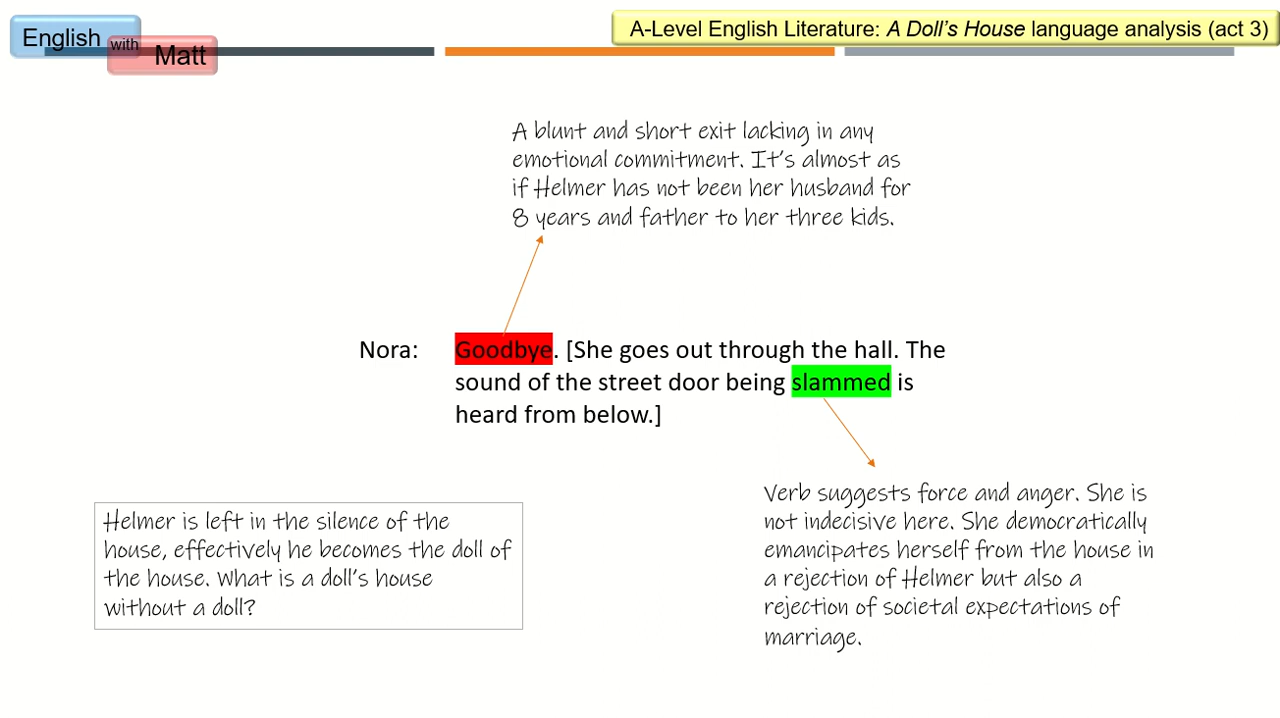 English with Matt
A-Level English Literature: A Doll's House language analysis (act 3)
A blunt and short exit lacking in any
emotional commitment. It's almost as
if Helmer has not been her husband for
8 years and father to her three kids.
Nora: Goodbye. [She goes out through the hall. The
sound of the street door being slammed is
heard from below.]
Helmer is left in the silence of the
house, effectively he becomes the doll of
the house. What is a doll's house
without a doll?
Verb suggests force and anger. She is
not indecisive here. She democratically
emancipates herself from the house in
a rejection of Helmer but also a
rejection of societal expectations of
marriage.